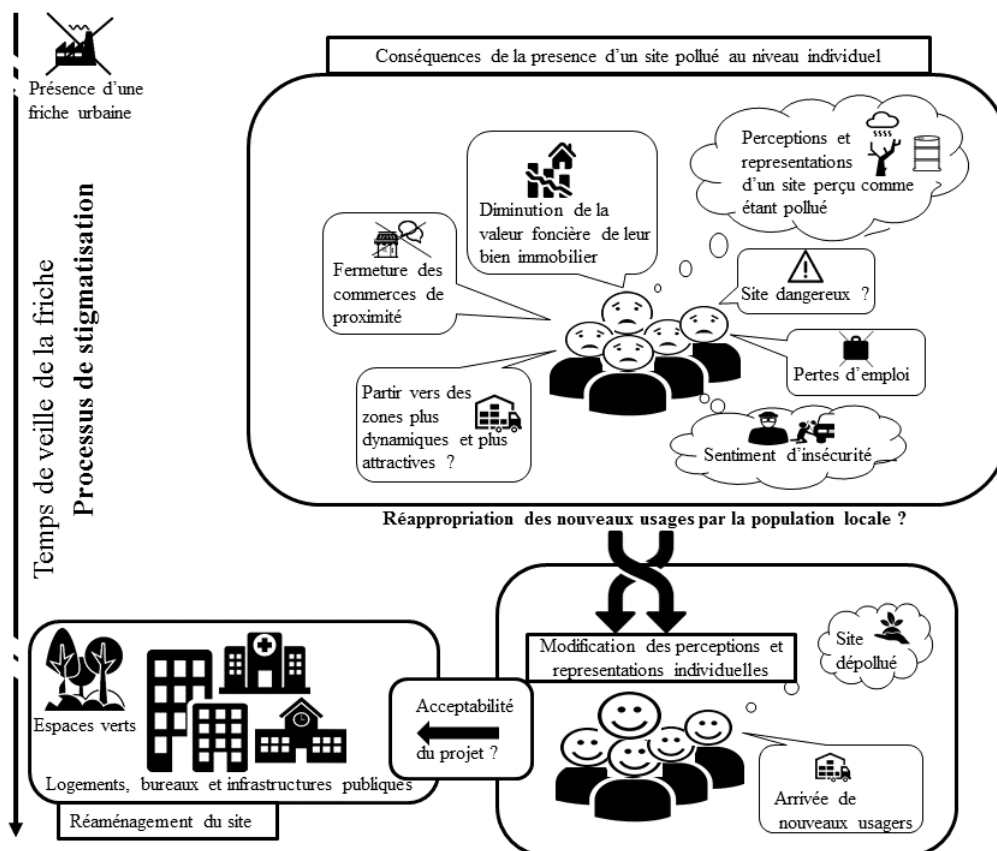 Présence d'une
friche urbaine
Temps de veille de la friche
Processus de stigmatisation
Conséquences de la presence d'un site pollué au niveau individuel
Perceptions et
representations
d'un site perçu comme
étant pollué
Diminution de la
valeur foncière de leur
bien immobilier
Fermeture des
commerces de
proximité
Site dangereux ?
Pertes d'emploi
Partir vers des
zones plus
dynamiques et plus
attractives ?
Sentiment d'insécurité
Réappropriation des nouveaux usages par la population locale ?
Modification des perceptions et
representations individuelles
Site
dépollué
Arrivée de
nouveaux usagers
Acceptabilité
du projet ?
Espaces verts
Logements, bureaux et infrastructures publiques
Réaménagement du site